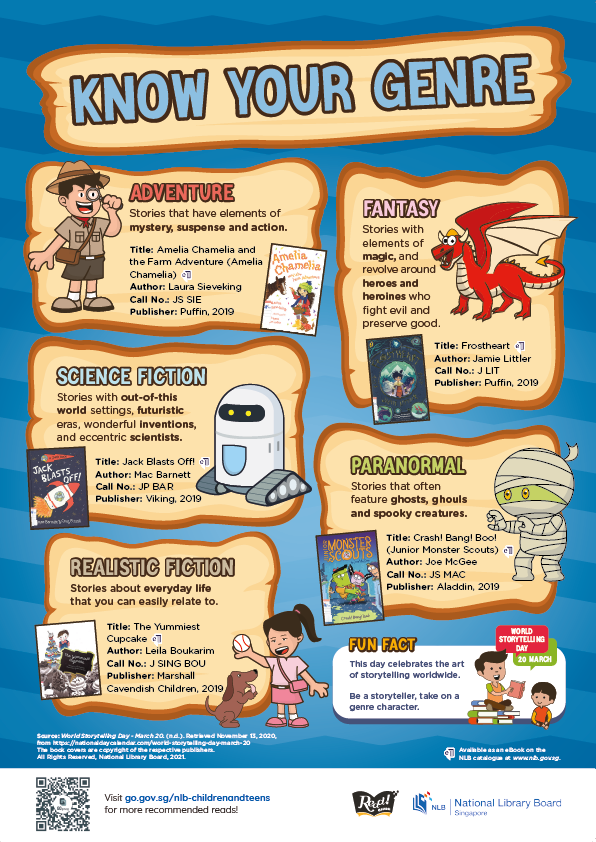 KNOW YOUR GENRE
ADVENTURE
Stories that have elements of
mystery, suspense and action.
Title: Amelia Chamelia and
the Farm Adventure (Amelia
Chamelia)
Author: Laura Sieveking
Call No.: JS SIE
Publisher: Puffin, 2019
Amelia
Chamelia
FANTASY
Stories with
elements of
magic, and
revolve around
heroes and
heroines who
fight evil and
preserve good.
Title: Frostheart
Author: Jamie Littler
Call No.: J LIT
Publisher: Puffin, 2019
SCIENCE FICTION
Stories with out-of-this
world settings, futuristic
eras, wonderful inventions,
and eccentric scientists.
Title: Jack Blasts Off!
Author: Mac Barnett
Call No.: JP BAR
Publisher: Viking, 2019
JACK
BLASTS
OFF!
PARANORMAL
Stories that often
feature ghosts, ghouls
and spooky creatures.
Title: Crash! Bang! Boo!
(Junior Monster Scouts)
Author: Joe McGee
Call No.: JS MAC
Publisher: Aladdin, 2019
MONSTER
SCOUTS
Crash! Bang! Boo!
REALISTIC FICTION
Stories about everyday life
that you can easily relate to.
Title: The Yummiest
Cupcake
Author: Leila Boukarim
Call No.: J SING BOU
Publisher: Marshall
Cavendish Children, 2019
FUN FACT
This day celebrates the art
of storytelling worldwide.
Be a storyteller, take on a
genre character.
WORLD
STORYTELLING
DAY
20 MARCH
Source: World Storytelling Day - March 20. (n.d.). Retrieved November 13, 2020,
from https://nationaldaycalendar.com/world-storytelling-day-march-20
The book covers are copyright of the respective publishers.
All Rights Reserved, National Library Board, 2021.
Available as an eBook on the
NLB catalogue at www.nlb.gov.sg.
Visit go.gov.sg/nlb-childrenandteens
for more recommended reads!
Read!
NLB
National Library Board
Singapore